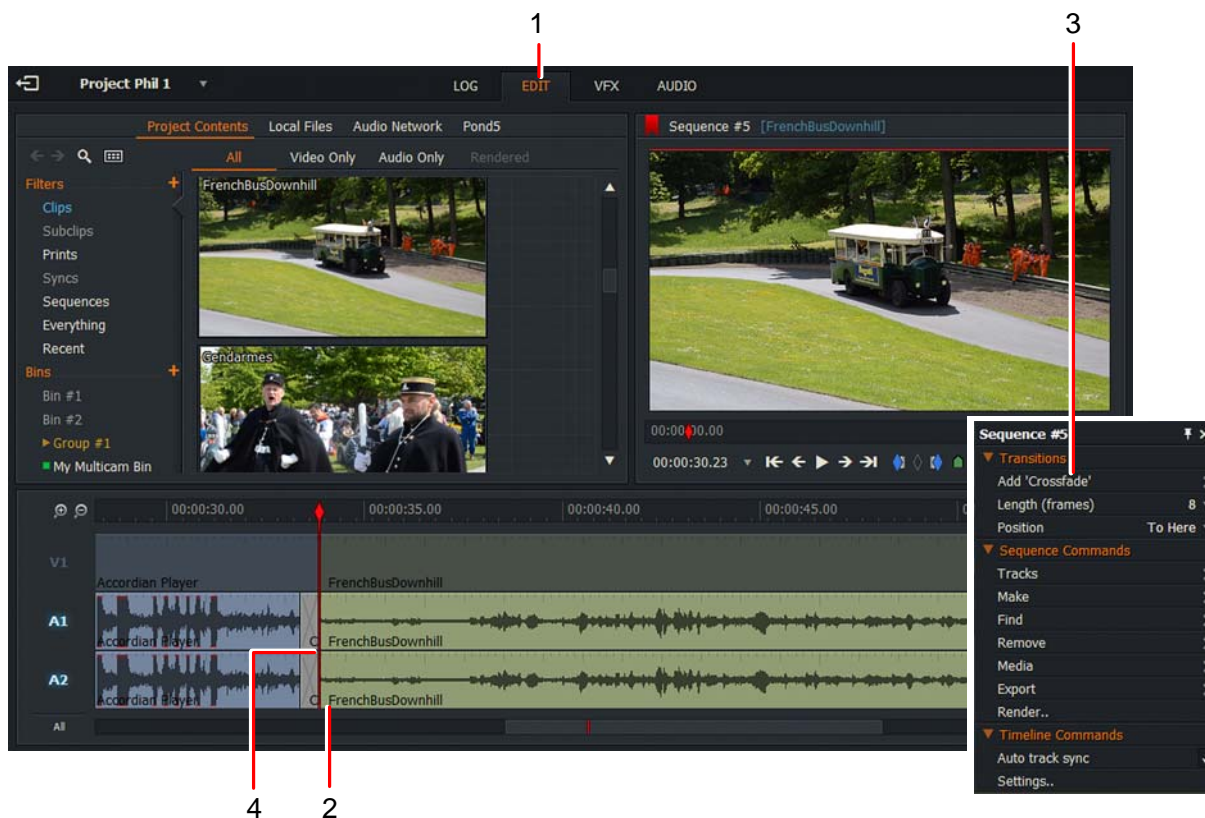 1
3
Project Phil 1
LOG EDIT VFX AUDIO
Project Contents Local Files Audio Network Pond5
All Video Only Audio Only Rendered
Filters
Clips
Subclips
Prints
Syncs
Sequences
Everything
Recent
Bins
Bin #1
Bin #2
Group #1
My Multicam Bin
FrenchBusDownhill
Gendarmes
Sequence #5 [FrenchBusDownhill]
00:00:30.23
Sequence #5
Transitions
Add 'Crossfade'
Length (frames) 8
Position To Here
Sequence Commands
Tracks
Make
Find
Remove
Media
Export
Render..
Timeline Commands
Auto track sync
Settings..
00:00:30.00 00:00:35.00 00:00:40.00 00:00:45.00
V1
Accordian Player FrenchBusDownhill
A1
Accordian Player C FrenchBusDownhill
A2
Accordian Player C FrenchBusDownhill
All
4 2